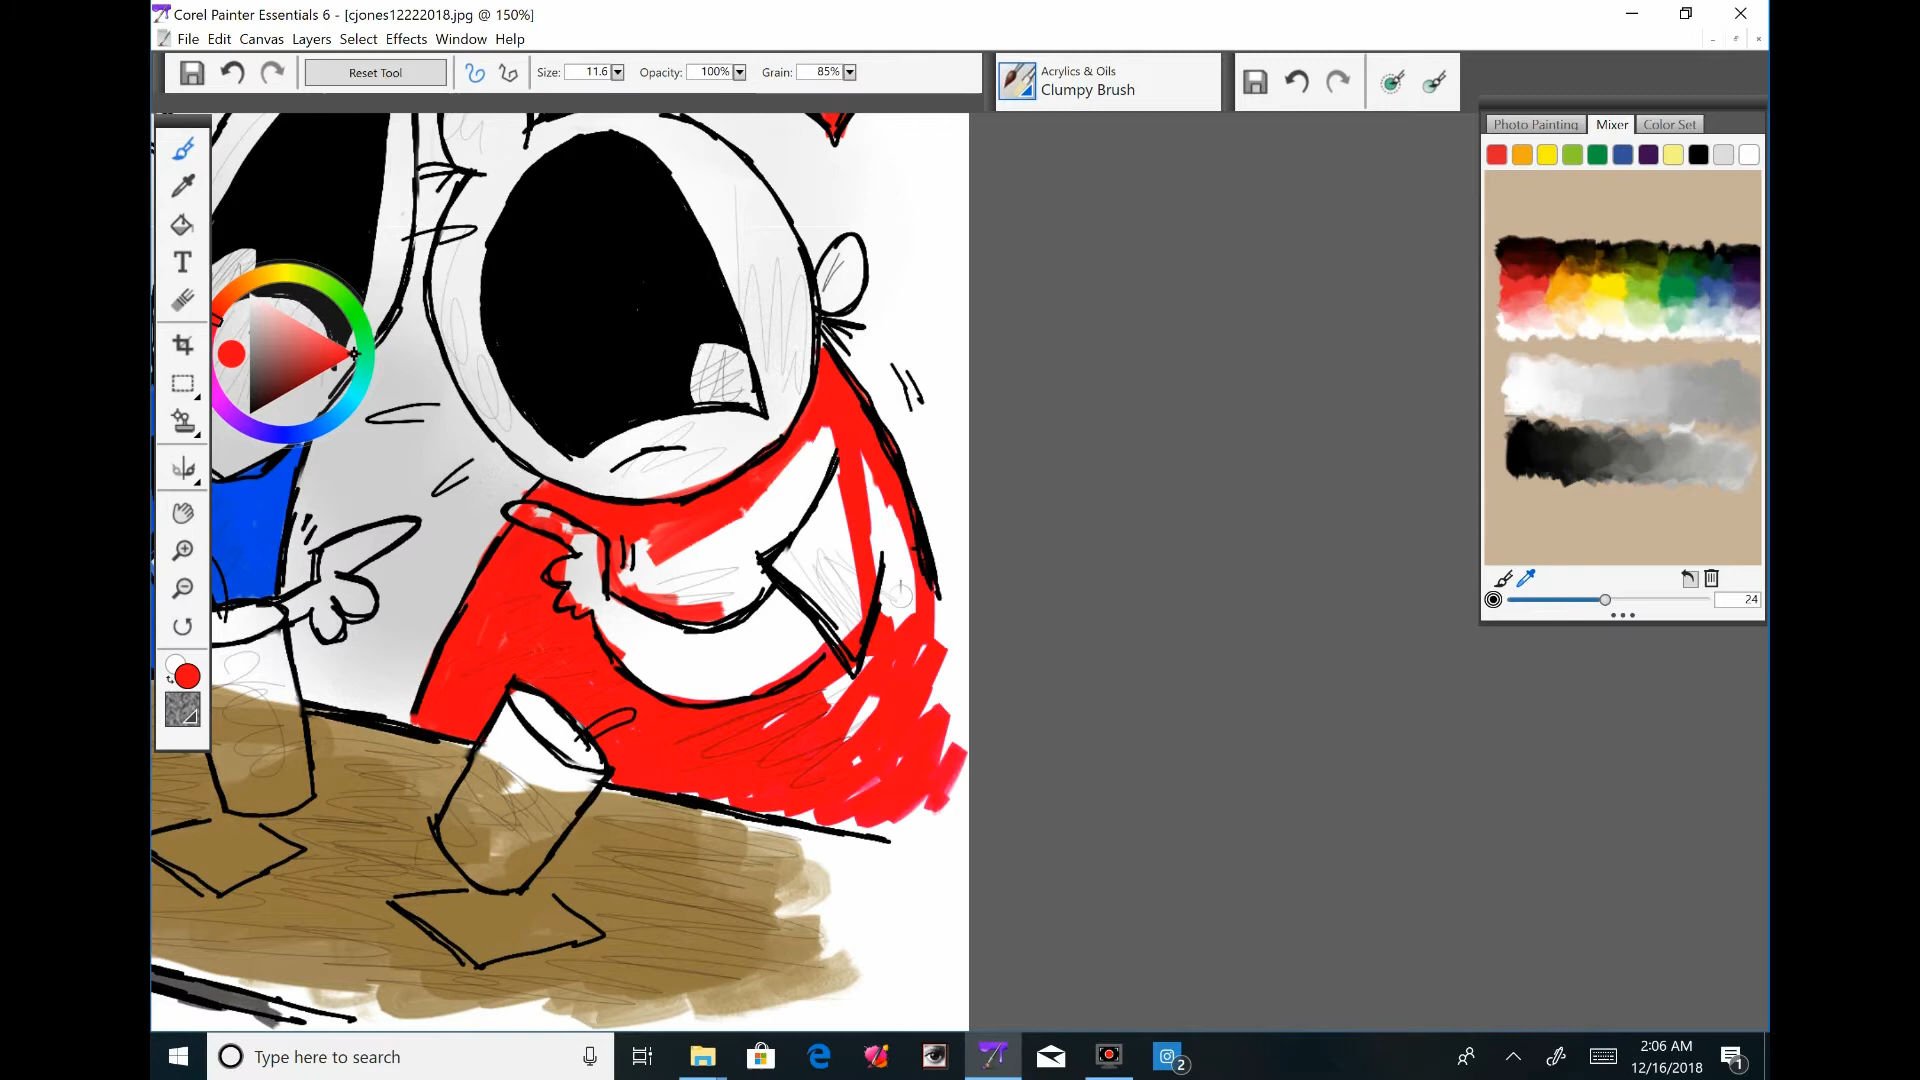 Corel Painter Essentials 6 - [cjones12222018.jpg @ 150%]
File Edit Canvas Layers Select Effects Window Help
Reset Tool Size: 11.6 Opacity: 100% Grain: 85%
Acrylics & Oils
Clumpy Brush
Photo Painting Mixer Color Set
T
24
Type here to search
2
2:06 AM
12/16/2018
1